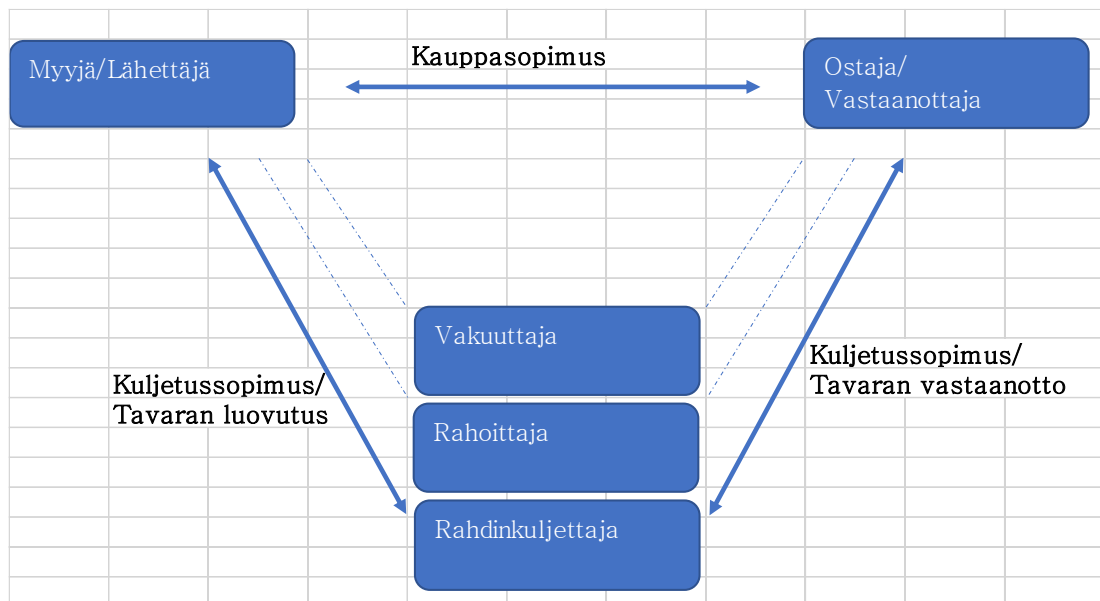 Myyjä/Lähettäjä
Kauppasopimus
Ostaja/
Vastaanottaja
Vakuuttaja
Kuljetussopimus/
Tavaran luovutus
Kuljetussopimus/
Tavaran vastaanotto
Rahoittaja
Rahdinkuljettaja